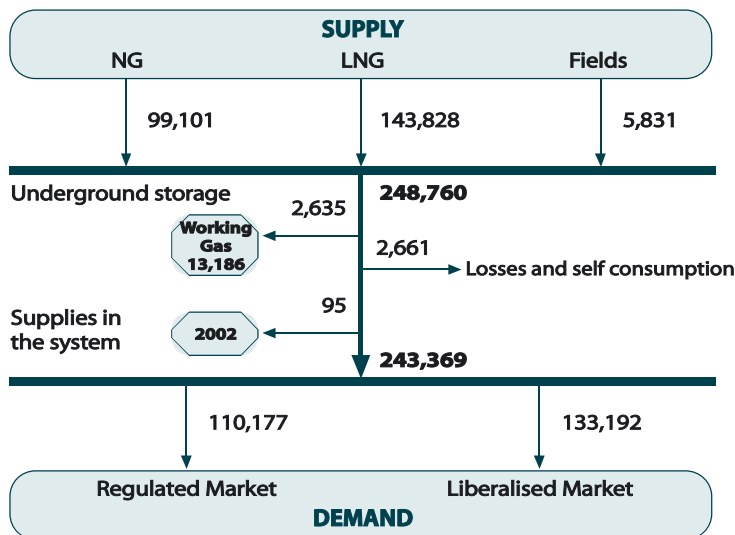 SUPPLY
NG LNG Fields
99,101 143,828 5,831
Underground storage
248,760
2,635
Working
Gas
13,186
2,661
Losses and self consumption
95
Supplies in
the system
2002
243,369
110,177 133,192
Regulated Market Liberalised Market
DEMAND